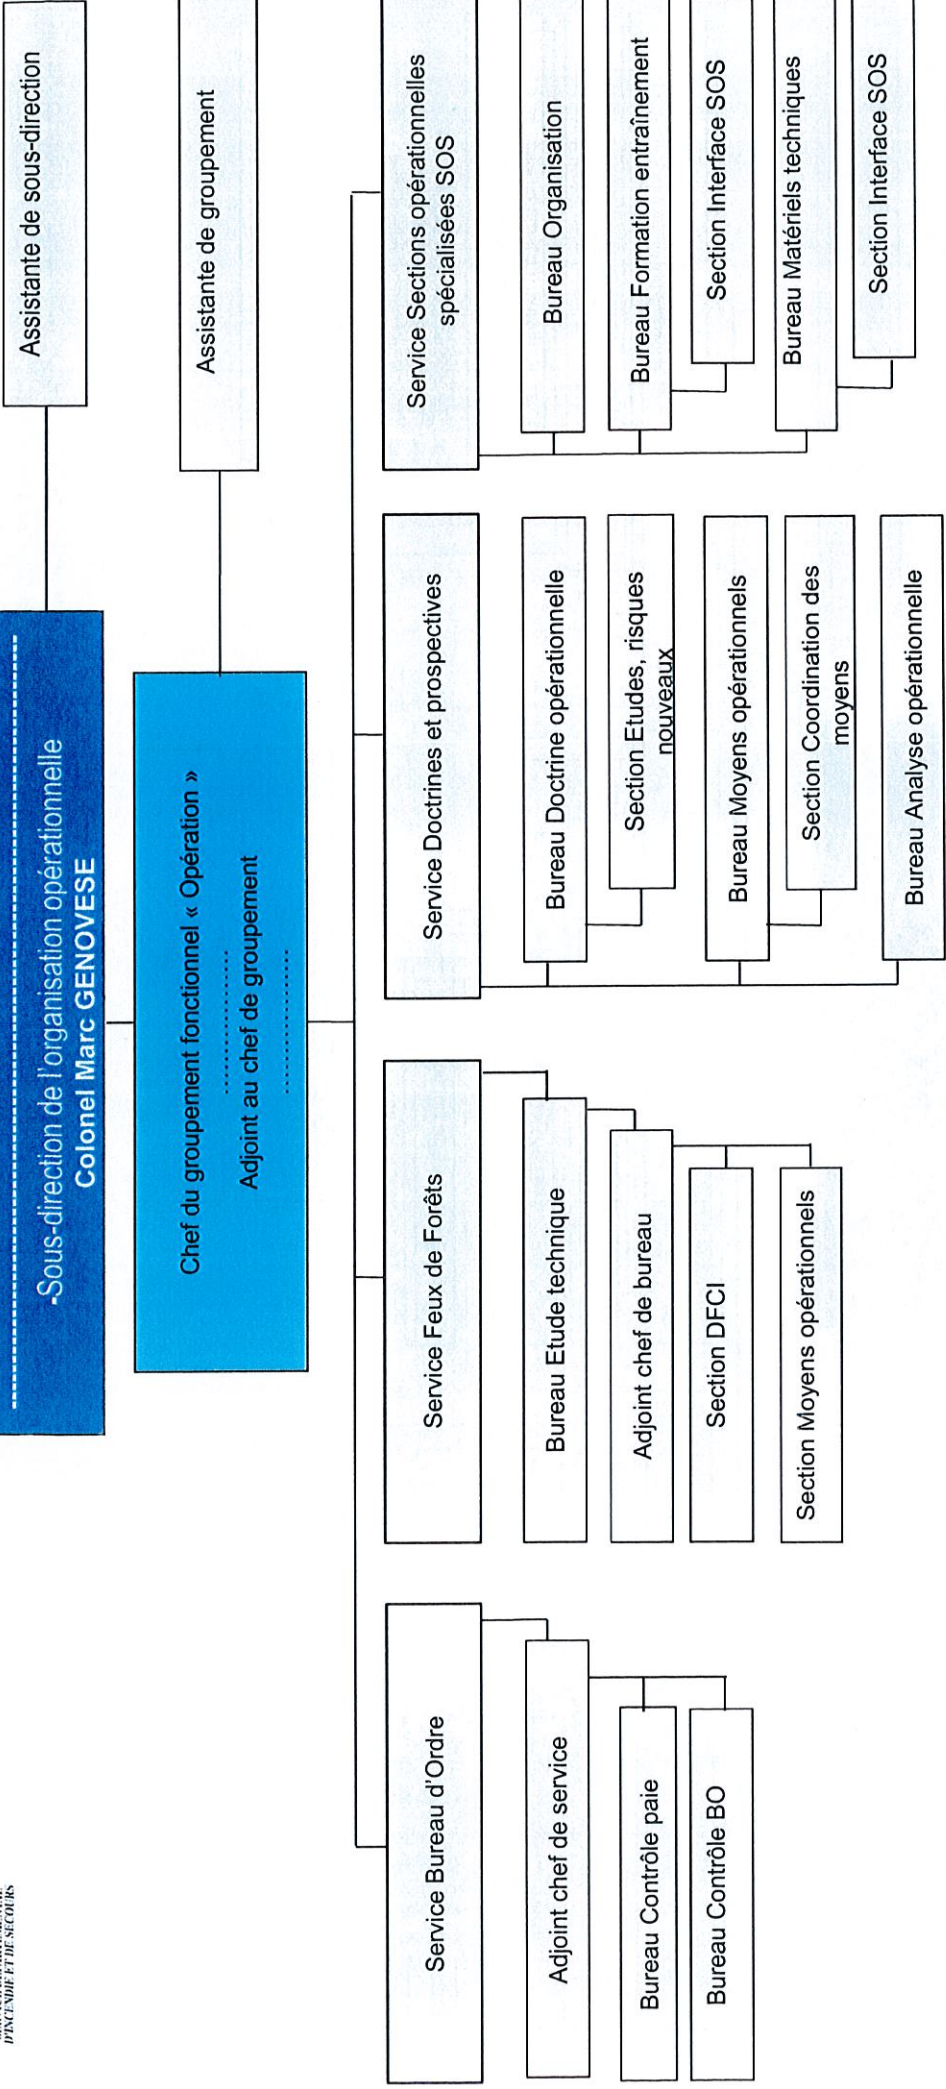 D'INCENDIE ET DE SECOURS
-Sous-direction de l'organisation opérationnelle
Colonel Marc GENOVESE
Assistante de sous-direction
Chef du groupement fonctionnel « Opération »
..............
Adjoint au chef de groupement
..............
Assistante de groupement
Service Bureau d'Ordre
Adjoint chef de service
Bureau Contrôle paie
Bureau Contrôle BO
Service Feux de Forêts
Bureau Etude technique
Adjoint chef de bureau
Section DFCI
Section Moyens opérationnels
Service Doctrines et prospectives
Bureau Doctrine opérationnelle
Section Etudes, risques
nouveaux
Bureau Moyens opérationnels
Section Coordination des
moyens
Bureau Analyse opérationnelle
Service Sections opérationnelles
spécialisées SOS
Bureau Organisation
Bureau Formation entraînement
Section Interface SOS
Bureau Matériels techniques
Section Interface SOS